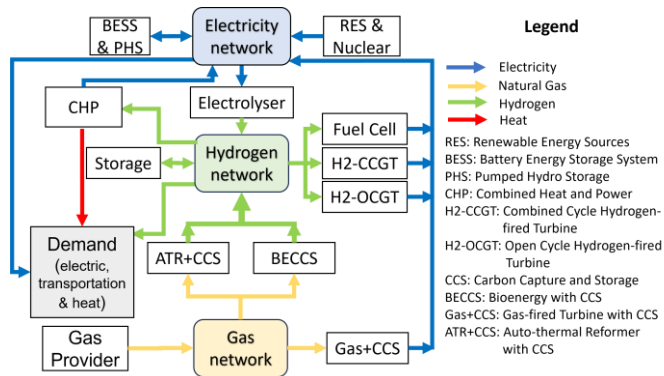 BESS
& PHS
Electricity
network
RES &
Nuclear
Legend
Electricity
Natural Gas
Hydrogen
Heat
CHP
Electrolyser
Storage
Hydrogen
network
Fuel Cell
H2-CCGT
H2-OCGT
Demand
(electric,
transportation
& heat)
ATR+CCS
BECCS
Gas
Provider
Gas
network
Gas+CCS
RES: Renewable Energy Sources
BESS: Battery Energy Storage System
PHS: Pumped Hydro Storage
CHP: Combined Heat and Power
H2-CCGT: Combined Cycle Hydrogen-
fired Turbine
H2-OCGT: Open Cycle Hydrogen-fired
Turbine
CCS: Carbon Capture and Storage
BECCS: Bioenergy with CCS
Gas+CCS: Gas-fired Turbine with CCS
ATR+CCS: Auto-thermal Reformer
with CCS